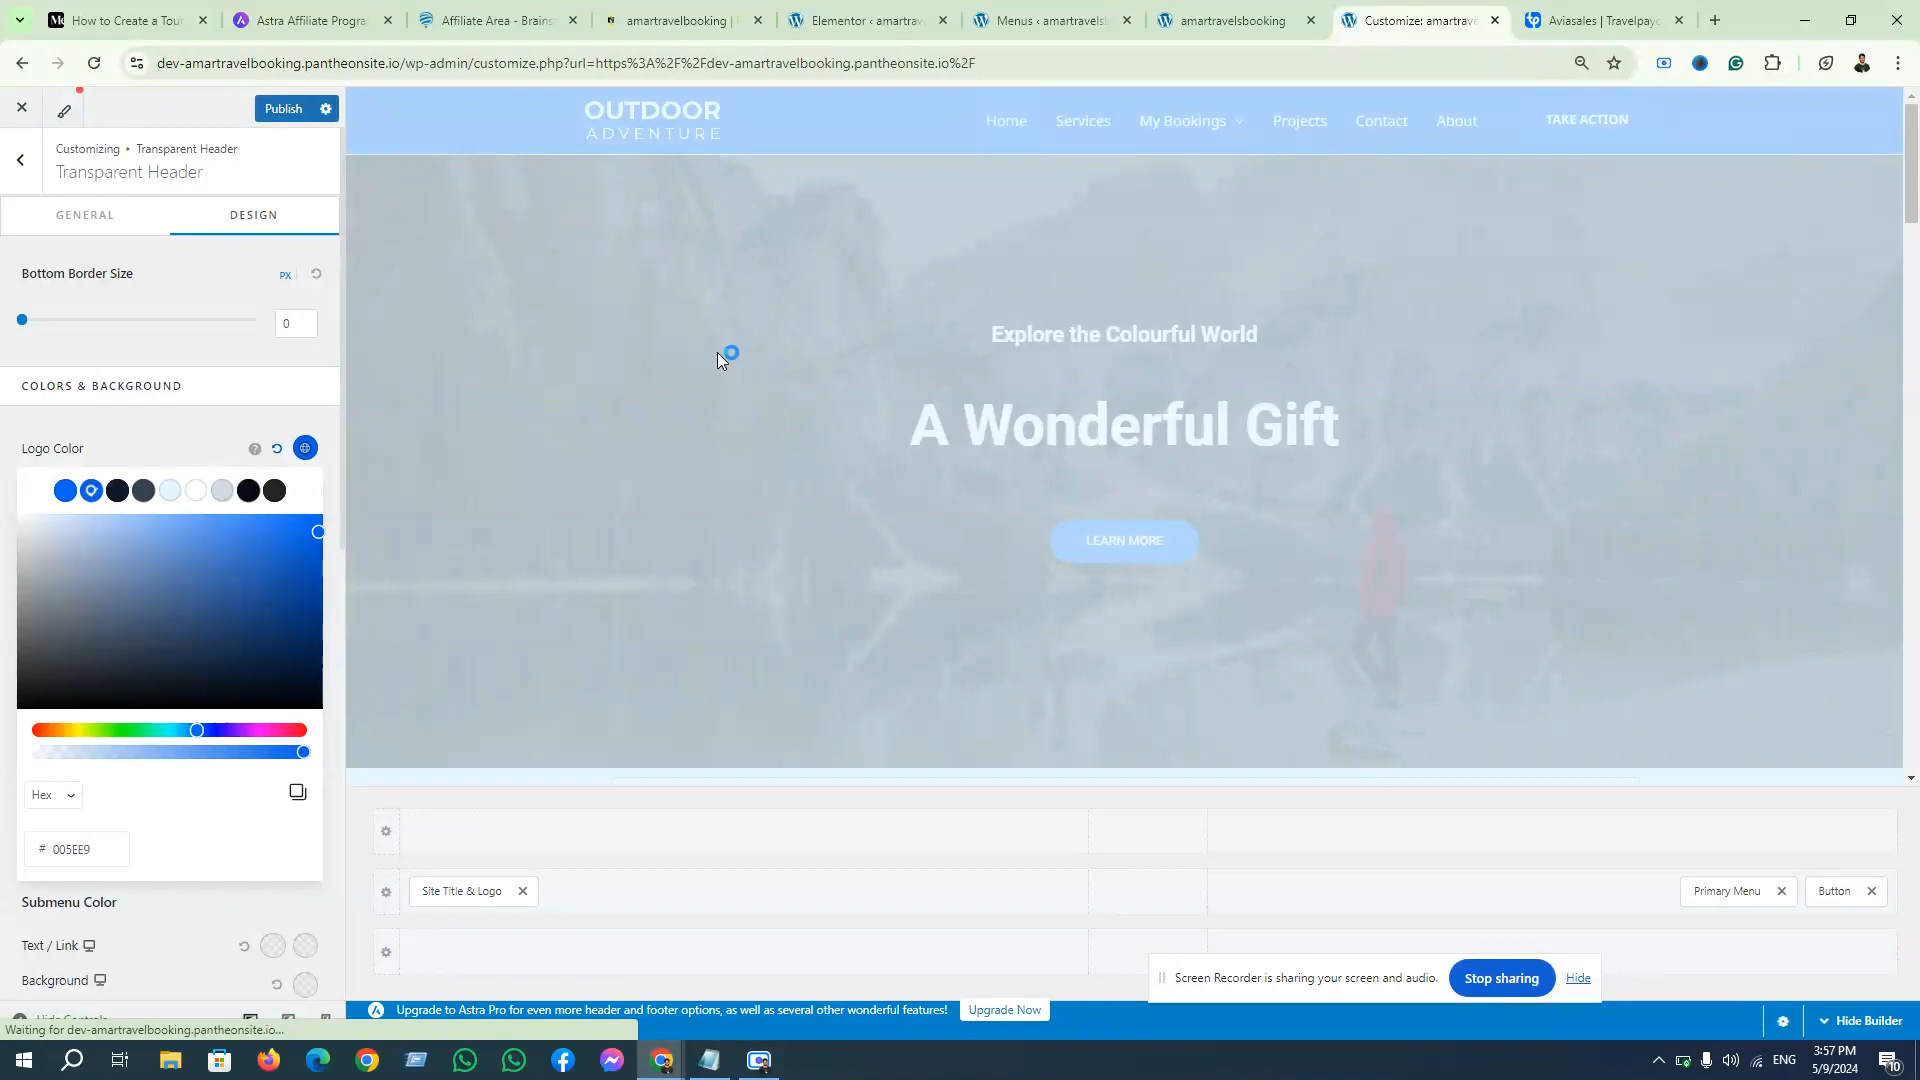 How to Create a Tour
Astra Affiliate Progra
Affiliate Area - Brains
amartravelbooking |
Elementor ‹ amartrav
Menus ‹ amartravelsl
amartravelsbooking
Customize: amartrave
Aviasales | Travelpayo
dev-amartravelbooking.pantheonsite.io/wp-admin/customize.php?url=https%3A%2F%2Fdev-amartravelbooking.pantheonsite.io%2F
Publish
Customizing ▸ Transparent Header
Transparent Header
GENERAL
DESIGN
Bottom Border Size
PX
0
COLORS & BACKGROUND
Logo Color
Hex
# 005EE9
Submenu Color
Text / Link
Background
Hide Controls
Waiting for dev-amartravelbooking.pantheonsite.io...
OUTDOOR
ADVENTURE
Home
Services
My Bookings
Projects
Contact
About
TAKE ACTION
Explore the Colourful World
A Wonderful Gift
LEARN MORE
Site Title & Logo
Primary Menu
Button
Screen Recorder is sharing your screen and audio.
Stop sharing
Hide
Upgrade to Astra Pro for even more header and footer options, as well as several other wonderful features!
Upgrade Now
Hide Builder
ENG
3:57 PM
5/9/2024
10